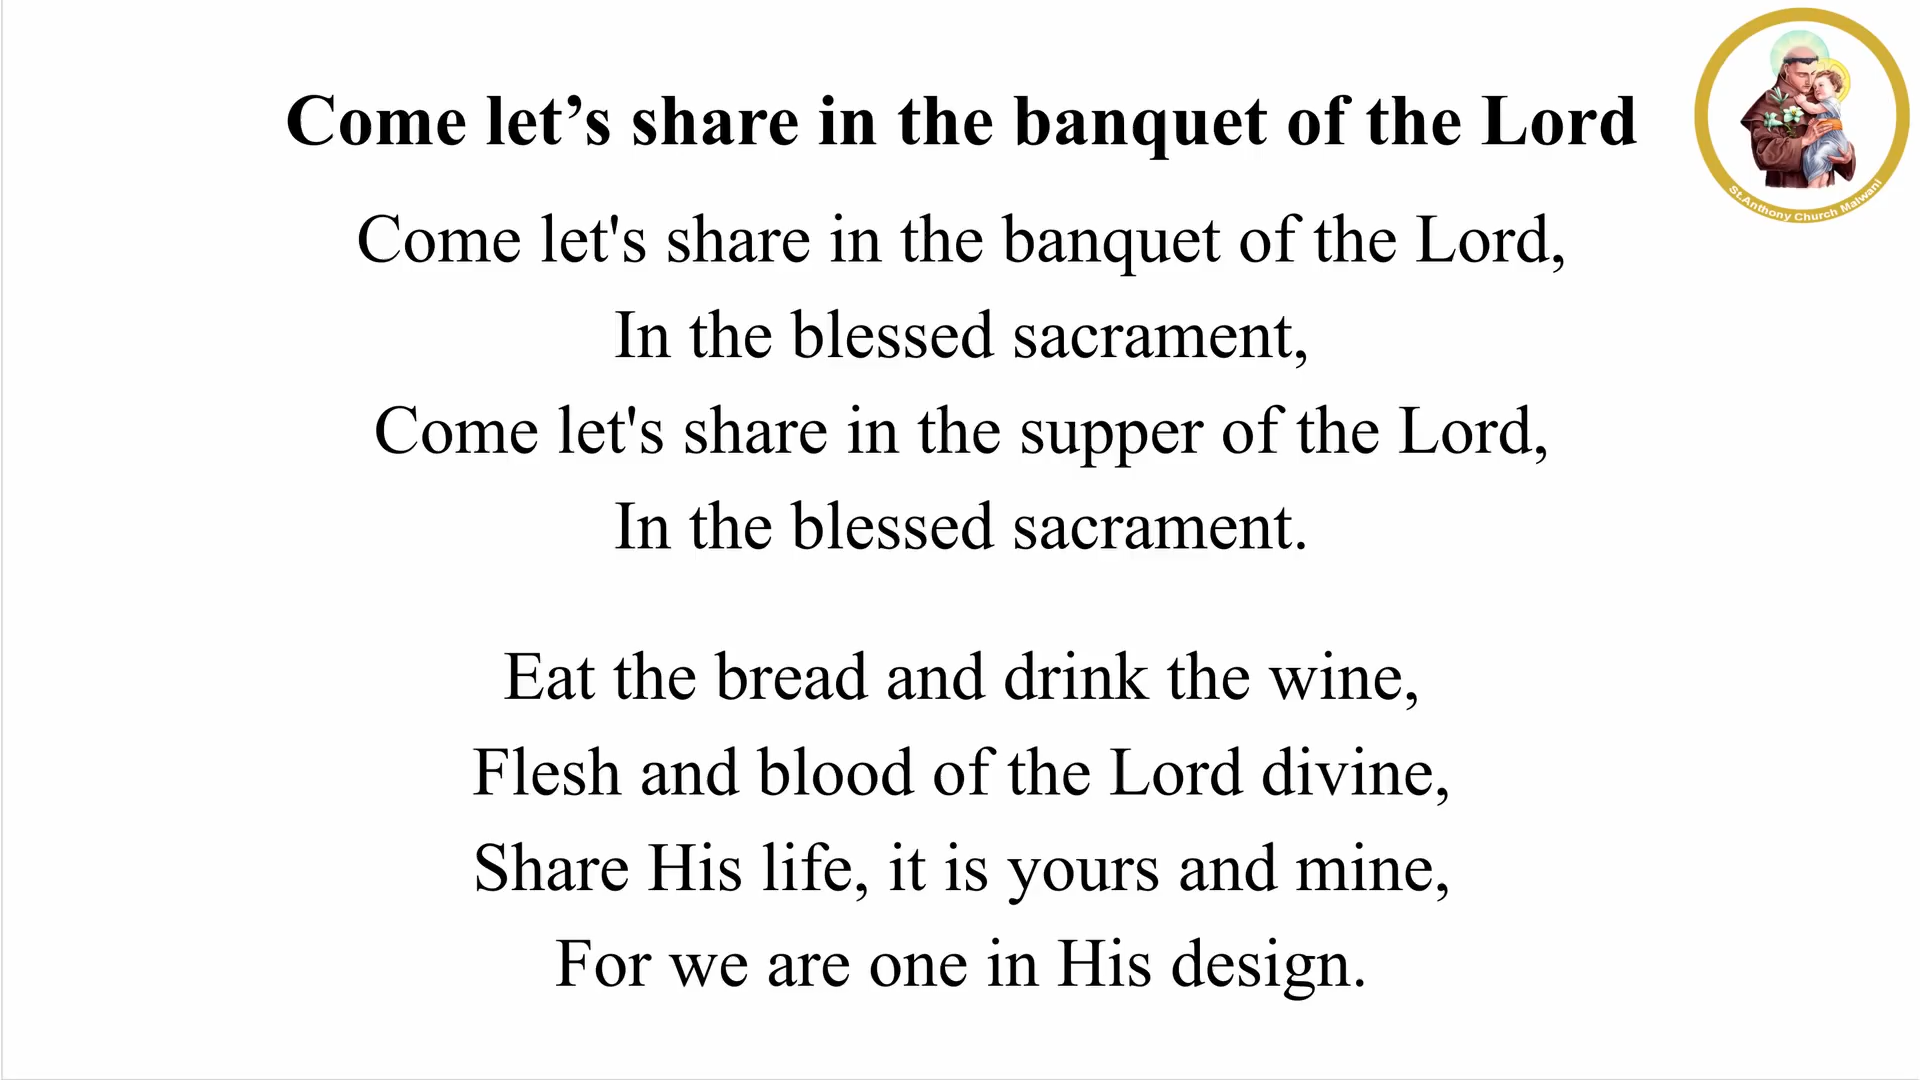 Come let’s share in the banquet of the Lord
Come let's share in the banquet of the Lord,
In the blessed sacrament,
Come let's share in the supper of the Lord,
In the blessed sacrament.
Eat the bread and drink the wine,
Flesh and blood of the Lord divine,
Share His life, it is yours and mine,
For we are one in His design.
St.Anthony Church Malwani